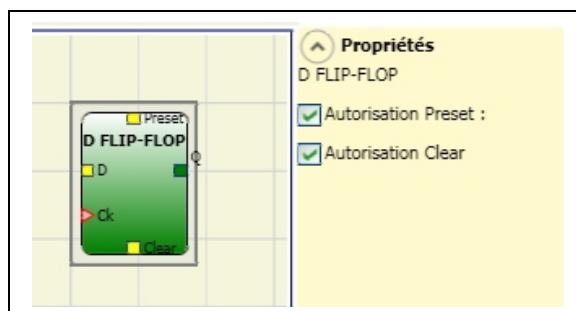 Preset
D FLIP-FLOP
D
Q
Ck
Clear
Propriétés
D FLIP-FLOP
Autorisation Preset :
Autorisation Clear